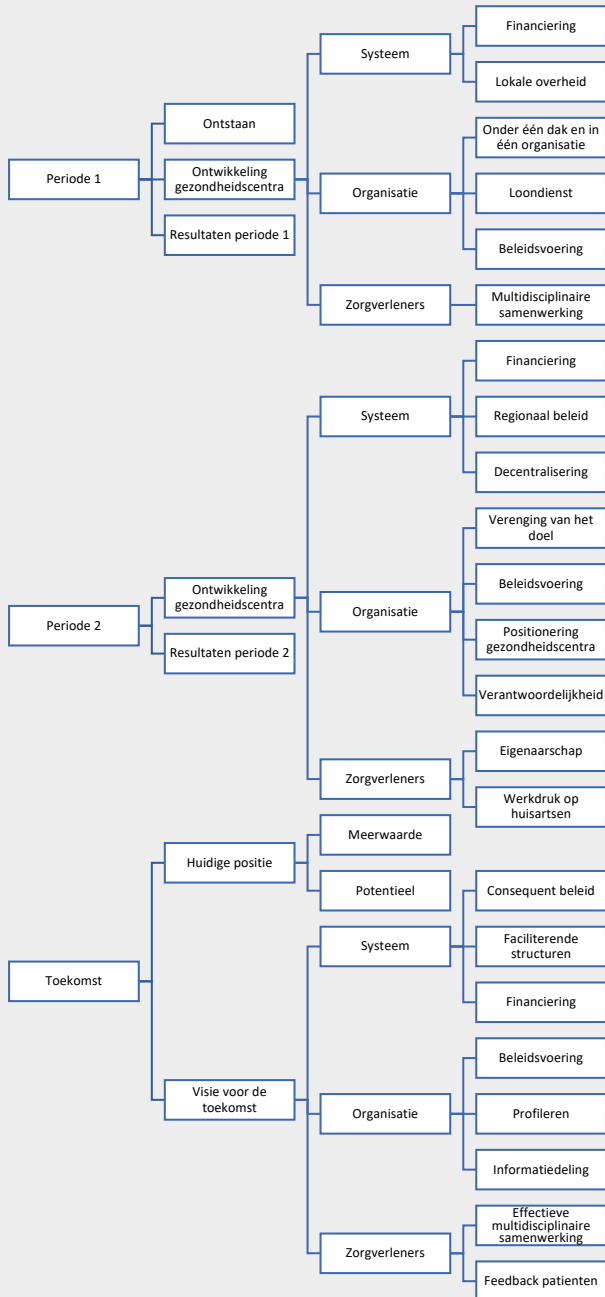 Periode 1
Ontstaan
Ontwikkeling
gezondheidscentra
Systeem
Financiering
Lokale overheid
Organisatie
Onder één dak en in
één organisatie
Loondienst
Beleidsvoering
Zorgverleners
Multidisciplinaire
samenwerking
Resultaten periode 1
Periode 2
Ontwikkeling
gezondheidscentra
Systeem
Financiering
Regionaal beleid
Decentralisering
Organisatie
Verenging van het
doel
Beleidsvoering
Positionering
gezondheidscentra
Verantwoordelijkheid
Zorgverleners
Eigenaarschap
Werkdruk op
huisartsen
Resultaten periode 2
Toekomst
Huidige positie
Meerwaarde
Potentieel
Visie voor de
toekomst
Systeem
Consequent beleid
Faciliterende
structuren
Financiering
Organisatie
Beleidsvoering
Profileren
Informatiedeling
Zorgverleners
Effectieve
multidisciplinaire
samenwerking
Feedback patienten